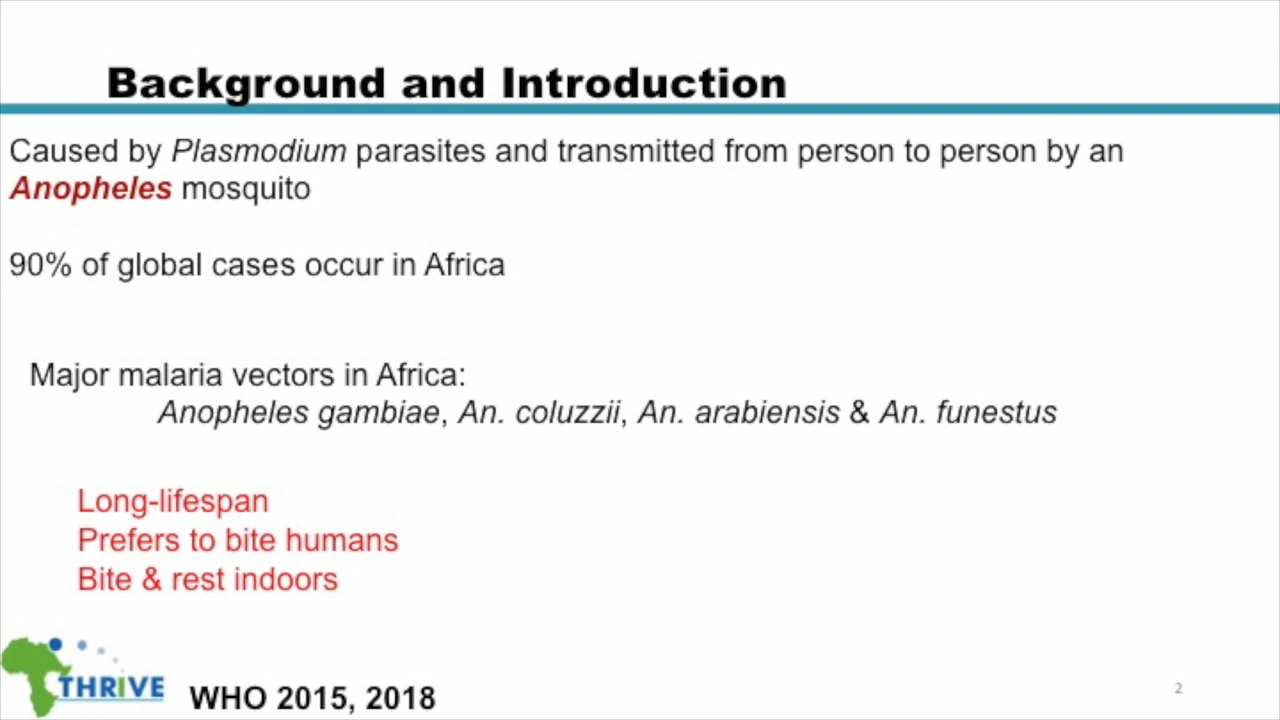 Background and Introduction
Caused by Plasmodium parasites and transmitted from person to person by an
Anopheles mosquito
90% of global cases occur in Africa
Major malaria vectors in Africa:
Anopheles gambiae, An. coluzzii, An. arabiensis & An. funestus
Long-lifespan
Prefers to bite humans
Bite & rest indoors
THRiVE
WHO 2015, 2018
2